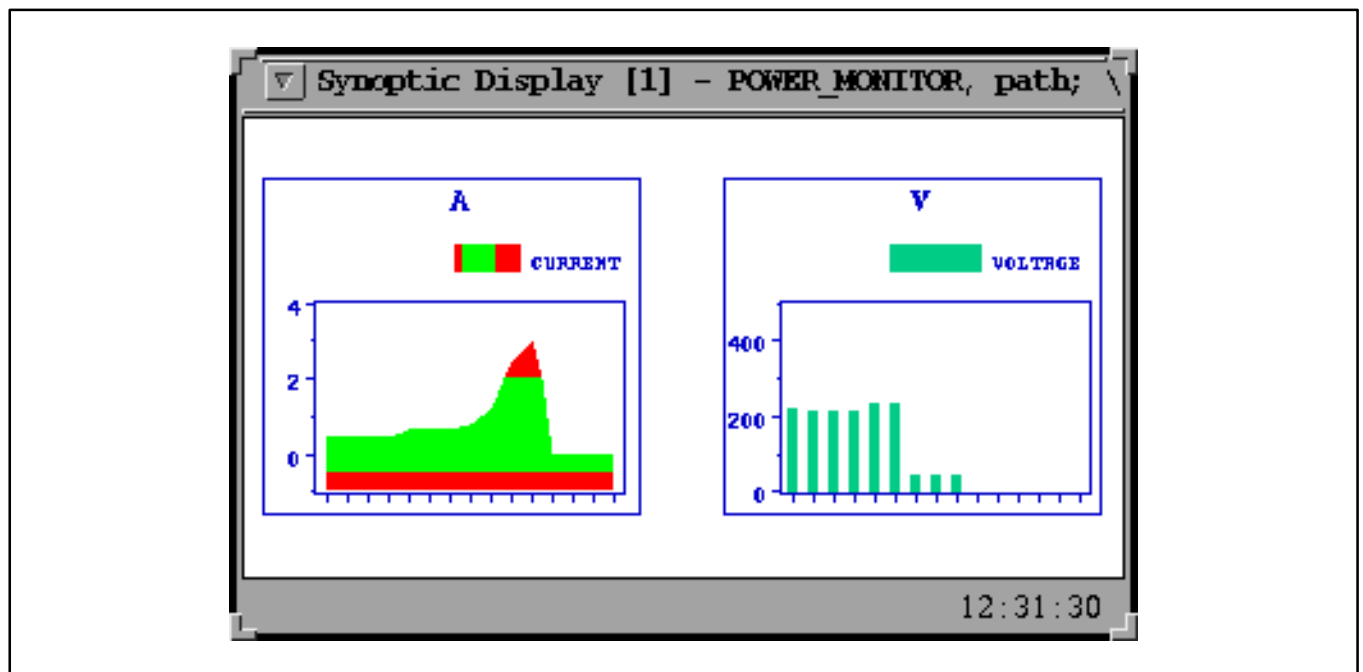 Synoptic Display [1] - POWER_MONITOR, path; \
A
CURRENT
4
2
0
V
VOLTAGE
400
200
0
12:31:30